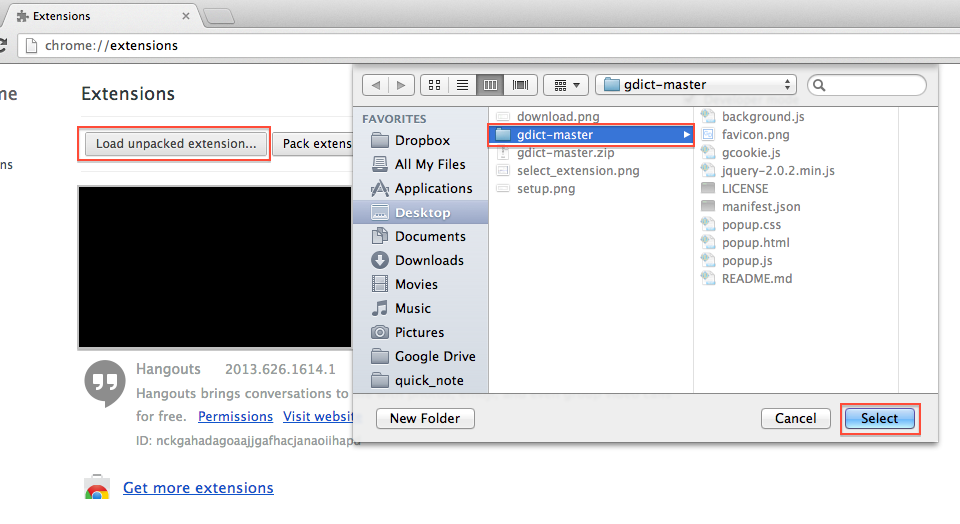 Extensions
chrome://extensions
me
Extensions
ns
Load unpacked extension...
Pack extens
gdict-master
FAVORITES
Dropbox
All My Files
Applications
Desktop
Documents
Downloads
Movies
Music
Pictures
Google Drive
quick_note
download.png
gdict-master
gdict-master.zip
select_extension.png
setup.png
background.js
favicon.png
gcookie.js
jquery-2.0.2.min.js
LICENSE
manifest.json
popup.css
popup.html
popup.js
README.md
New Folder
Cancel
Select
Hangouts 2013.626.1614.1
Hangouts brings conversations to
for free. Permissions Visit website
ID: nckgahadagoaajjgafhacjanaoiihapd
Get more extensions